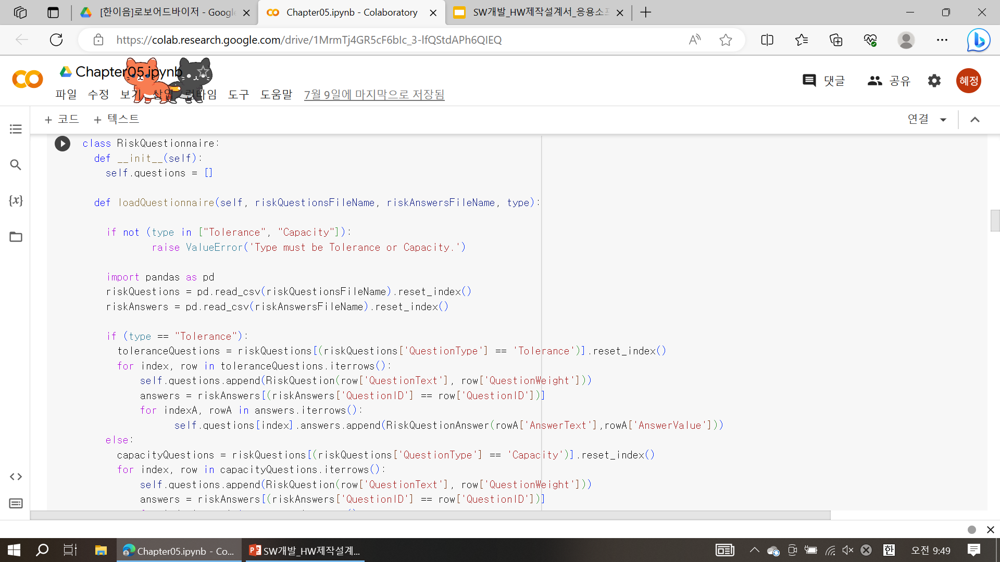 [한이음]로보어드바이저 - Google
Chapter05.ipynb - Colaboratory
SW개발_HW제작설계서_응용소프
https://colab.research.google.com/drive/1MrmTj4GR5cF6bIc_3-lfQStdAPh6QIEQ
Chapter05.ipynb
댓글
공유
혜정
파일 수정 보기 삽입 런타임 도구 도움말 7월 9일에 마지막으로 저장됨
+ 코드 + 텍스트
연결
class RiskQuestionnaire:
def __init__(self):
self.questions = []
def loadQuestionnaire(self, riskQuestionsFileName, riskAnswersFileName, type):
if not (type in ["Tolerance", "Capacity"]):
raise ValueError('Type must be Tolerance or Capacity.')
import pandas as pd
riskQuestions = pd.read_csv(riskQuestionsFileName).reset_index()
riskAnswers = pd.read_csv(riskAnswersFileName).reset_index()
if (type == "Tolerance"):
toleranceQuestions = riskQuestions[(riskQuestions['QuestionType'] == 'Tolerance')].reset_index()
for index, row in toleranceQuestions.iterrows():
self.questions.append(RiskQuestion(row['QuestionText'], row['QuestionWeight']))
answers = riskAnswers[(riskAnswers['QuestionID'] == row['QuestionID'])]
for indexA, rowA in answers.iterrows():
self.questions[index].answers.append(RiskQuestionAnswer(rowA['AnswerText'],rowA['AnswerValue']))
else:
capacityQuestions = riskQuestions[(riskQuestions['QuestionType'] == 'Capacity')].reset_index()
for index, row in capacityQuestions.iterrows():
self.questions.append(RiskQuestion(row['QuestionText'], row['QuestionWeight']))
answers = riskAnswers[(riskAnswers['QuestionID'] == row['QuestionID'])]
Chapter05.ipynb - Co...
SW개발_HW제작설계...
한
오전 9:49